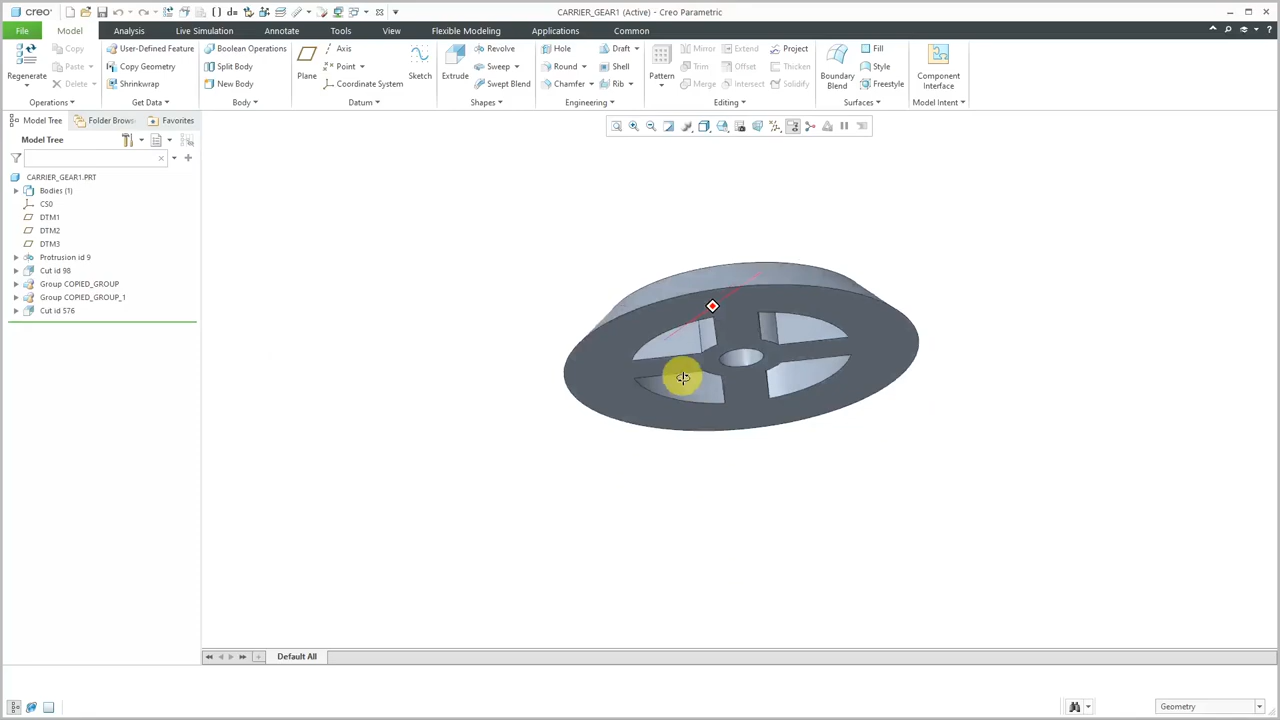 creo
CARRIER_GEAR1 (Active) - Creo Parametric
File Model Analysis Live Simulation Annotate Tools View Flexible Modeling Applications Common
Regenerate
Copy
Paste
Delete
Operations
User-Defined Feature
Copy Geometry
Shrinkwrap
Get Data
Boolean Operations
Split Body
New Body
Body
Plane
Axis
Point
Coordinate System
Sketch
Datum
Extrude
Revolve
Sweep
Swept Blend
Shapes
Hole
Round
Chamfer
Draft
Shell
Rib
Engineering
Pattern
Mirror
Trim
Merge
Extend
Offset
Intersect
Project
Thicken
Solidify
Editing
Boundary
Blend
Fill
Style
Freestyle
Surfaces
Component
Interface
Model Intent
Model Tree Folder Brows Favorites
Model Tree
CARRIER_GEAR1.PRT
Bodies (1)
CS0
DTM1
DTM2
DTM3
Protrusion id 9
Cut id 98
Group COPIED_GROUP
Group COPIED_GROUP_1
Cut id 576
Default All
Geometry